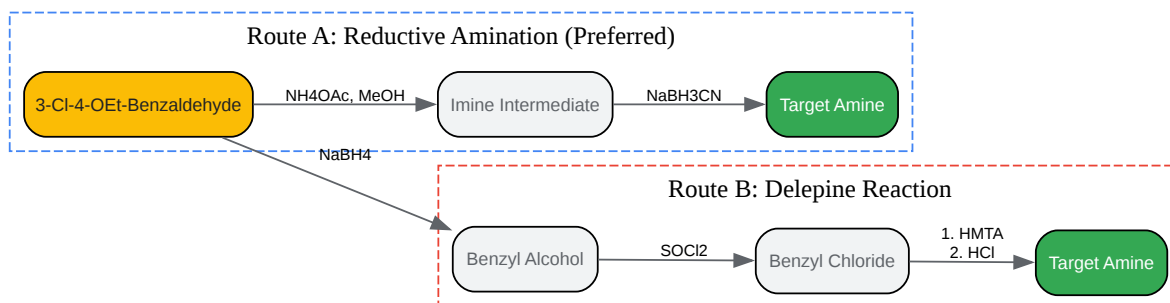 Route A: Reductive Amination (Preferred)
3-Cl-4-OEt-Benzaldehyde
NH4OAc, MeOH
Imine Intermediate
NaBH3CN
Target Amine
NaBH4
Route B: Delepine Reaction
Benzyl Alcohol
SOCl2
Benzyl Chloride
1. HMTA
2. HCl
Target Amine